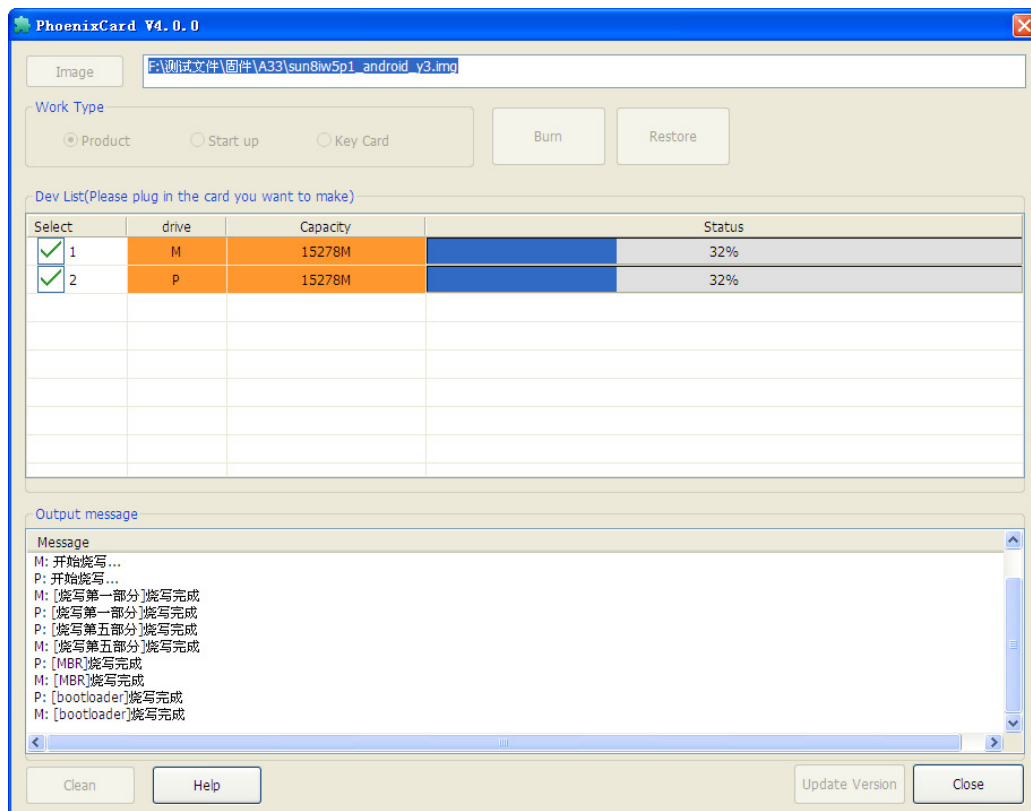 PhoenixCard V4.0.0
Image F:\测试文件\固件\A33\sun8iw5p1_android_y3.img
Work Type
Product Start up Key Card Burn Restore
Dev List(Please plug in the card you want to make)
Select drive Capacity Status
1 M 15278M 32%
2 P 15278M 32%
Output message
Message
M: 开始烧写...
P: 开始烧写...
M: [烧写第一部分]烧写完成
P: [烧写第一部分]烧写完成
P: [烧写第五部分]烧写完成
M: [烧写第五部分]烧写完成
P: [MBR]烧写完成
M: [MBR]烧写完成
P: [bootloader]烧写完成
M: [bootloader]烧写完成
Clean Help Update Version Close